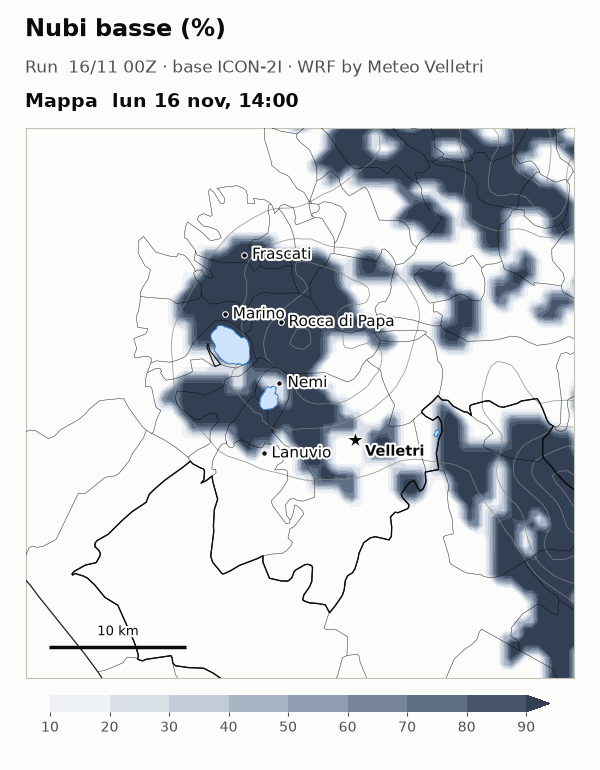 Nubi basse (%)
Run  16/11 00Z · base ICON-2I · WRF by Meteo Velletri
Mappa  lun 16 nov, 14:00
Frascati
Marino
Rocca di Papa
Nemi
Velletri
Lanuvio
10 km
10 20 30 40 50 60 70 80 90